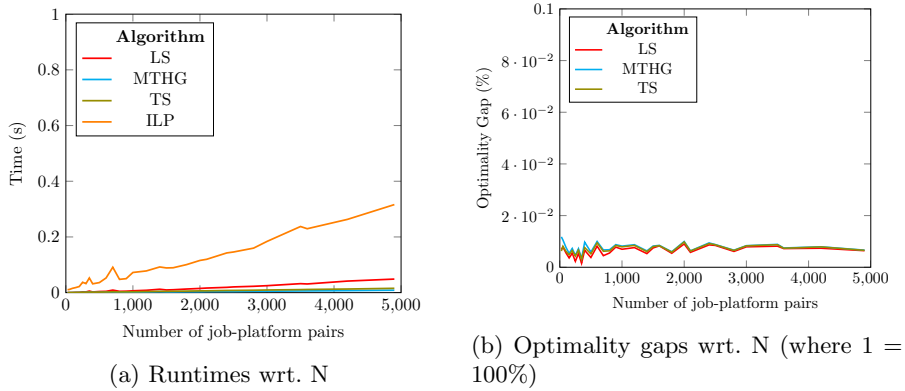 1
0.8
0.6
0.4
0.2
0
Time (s)
Algorithm
LS
MTHG
TS
ILP
0 1,000 2,000 3,000 4,000 5,000
Number of job-platform pairs
(a) Runtimes wrt. N
0.1
8 · 10⁻²
6 · 10⁻²
4 · 10⁻²
2 · 10⁻²
0
Optimality Gap (%)
Algorithm
LS
MTHG
TS
1,000 2,000 3,000 4,000 5,000
Number of job-platform pairs
(b) Optimality gaps wrt. N (where 1 =
100%)